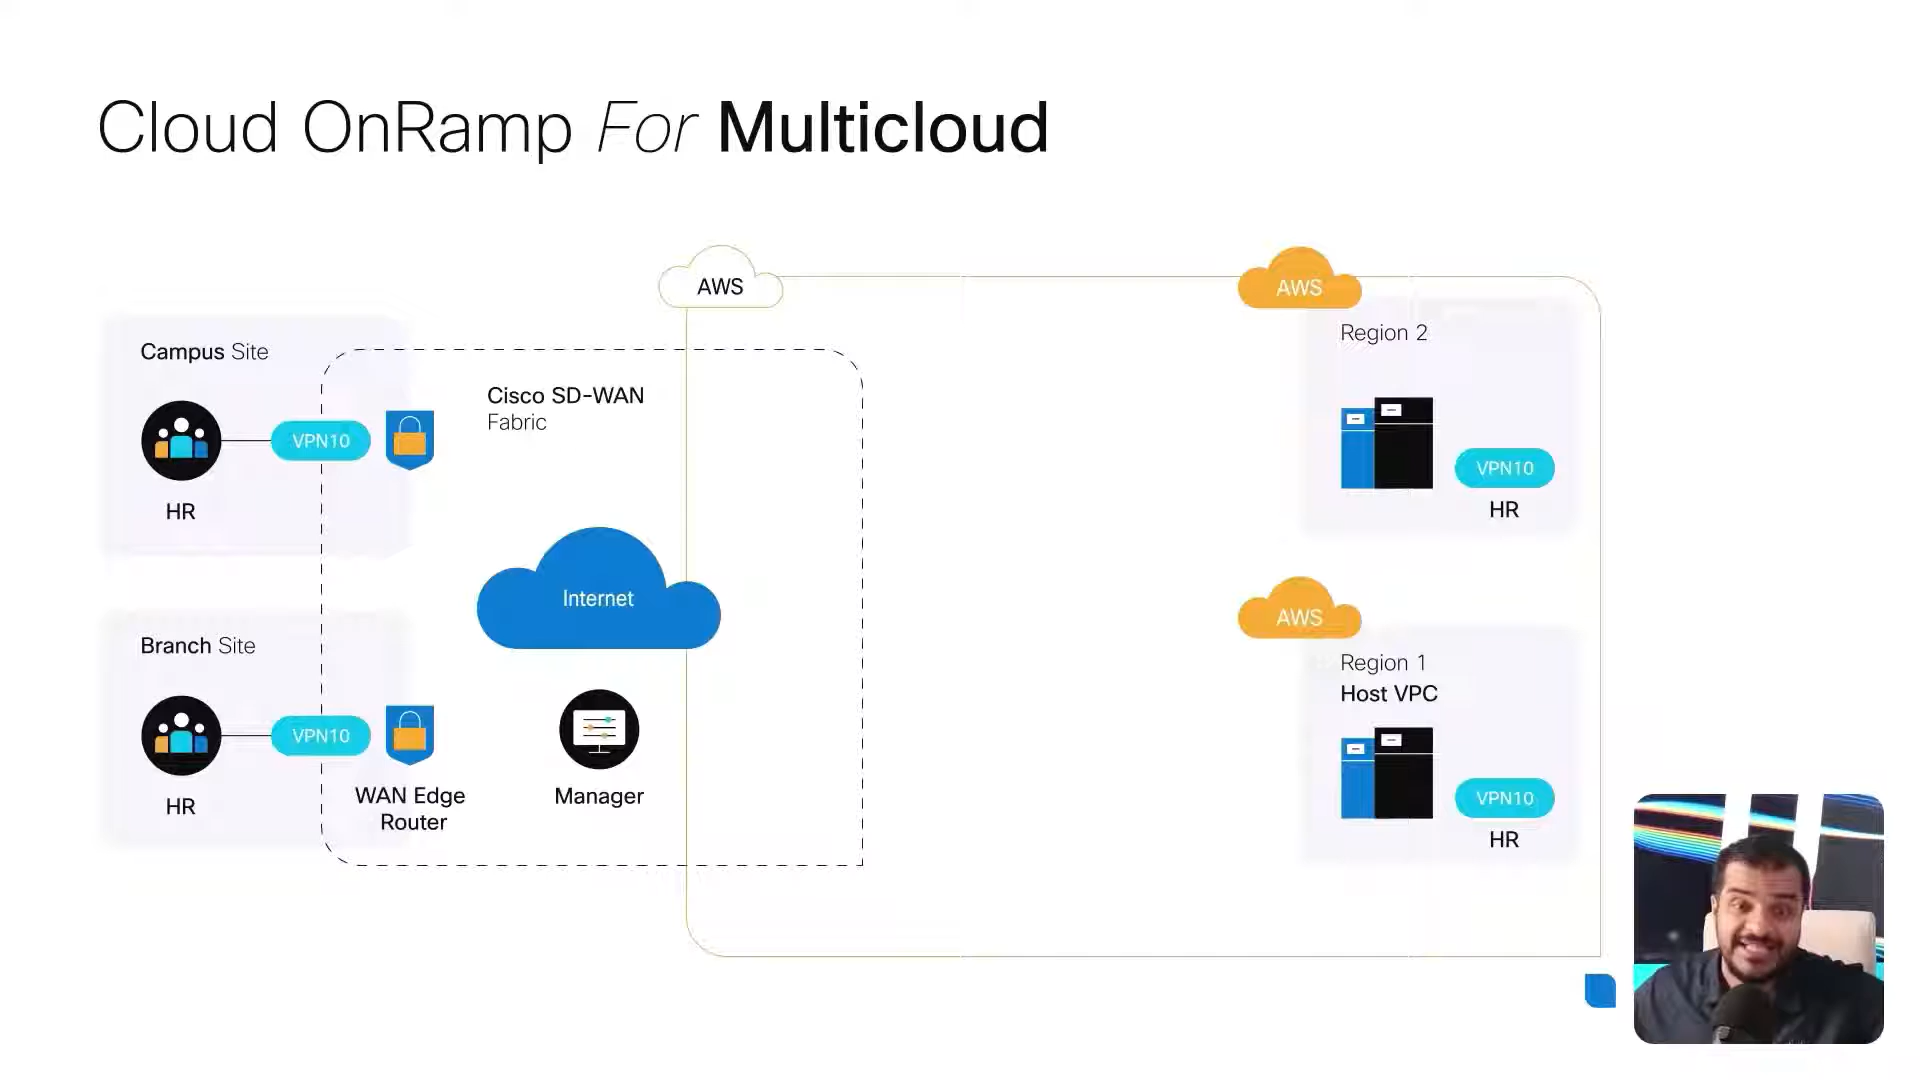 Cloud OnRamp For Multicloud
AWS
AWS
Region 2
VPN10
HR
Campus Site
VPN10
HR
Cisco SD-WAN
Fabric
Internet
AWS
Region 1
Host VPC
VPN10
HR
Branch Site
VPN10
HR
WAN Edge
Router
Manager